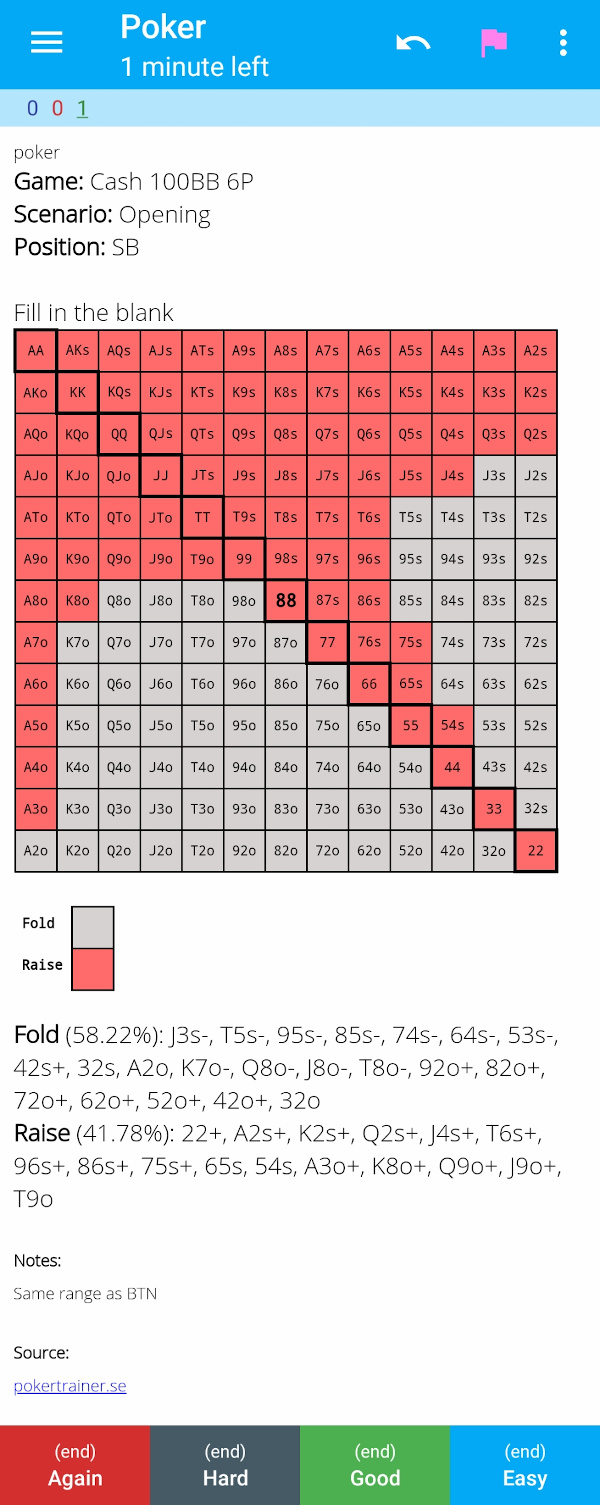 Poker
1 minute left
0 0 1
poker
Game: Cash 100BB 6P
Scenario: Opening
Position: SB
Fill in the blank
AA AKs AQs AJs ATs A9s A8s A7s A6s A5s A4s A3s A2s
AKo KK KQs KJs KTs K9s K8s K7s K6s K5s K4s K3s K2s
AQo KQo QQ QJs QTs Q9s Q8s Q7s Q6s Q5s Q4s Q3s Q2s
AJo KJo QJo JJ JTs J9s J8s J7s J6s J5s J4s J3s J2s
ATo KTo QTo JTo TT T9s T8s T7s T6s T5s T4s T3s T2s
A9o K9o Q9o J9o T9o 99 98s 97s 96s 95s 94s 93s 92s
A8o K8o Q8o J8o T8o 98o 88 87s 86s 85s 84s 83s 82s
A7o K7o Q7o J7o T7o 97o 87o 77 76s 75s 74s 73s 72s
A6o K6o Q6o J6o T6o 96o 86o 76o 66 65s 64s 63s 62s
A5o K5o Q5o J5o T5o 95o 85o 75o 65o 55 54s 53s 52s
A4o K4o Q4o J4o T4o 94o 84o 74o 64o 54o 44 43s 42s
A3o K3o Q3o J3o T3o 93o 83o 73o 63o 53o 43o 33 32s
A2o K2o Q2o J2o T2o 92o 82o 72o 62o 52o 42o 32o 22
Fold
Raise
Fold (58.22%): J3s-, T5s-, 95s-, 85s-, 74s-, 64s-, 53s-,
42s+, 32s, A2o, K7o-, Q8o-, J8o-, T8o-, 92o+, 82o+,
72o+, 62o+, 52o+, 42o+, 32o
Raise (41.78%): 22+, A2s+, K2s+, Q2s+, J4s+, T6s+,
96s+, 86s+, 75s+, 65s, 54s, A3o+, K8o+, Q9o+, J9o+,
T9o
Notes:
Same range as BTN
Source:
pokertrainer.se
(end) (end) (end) (end)
Again Hard Good Easy